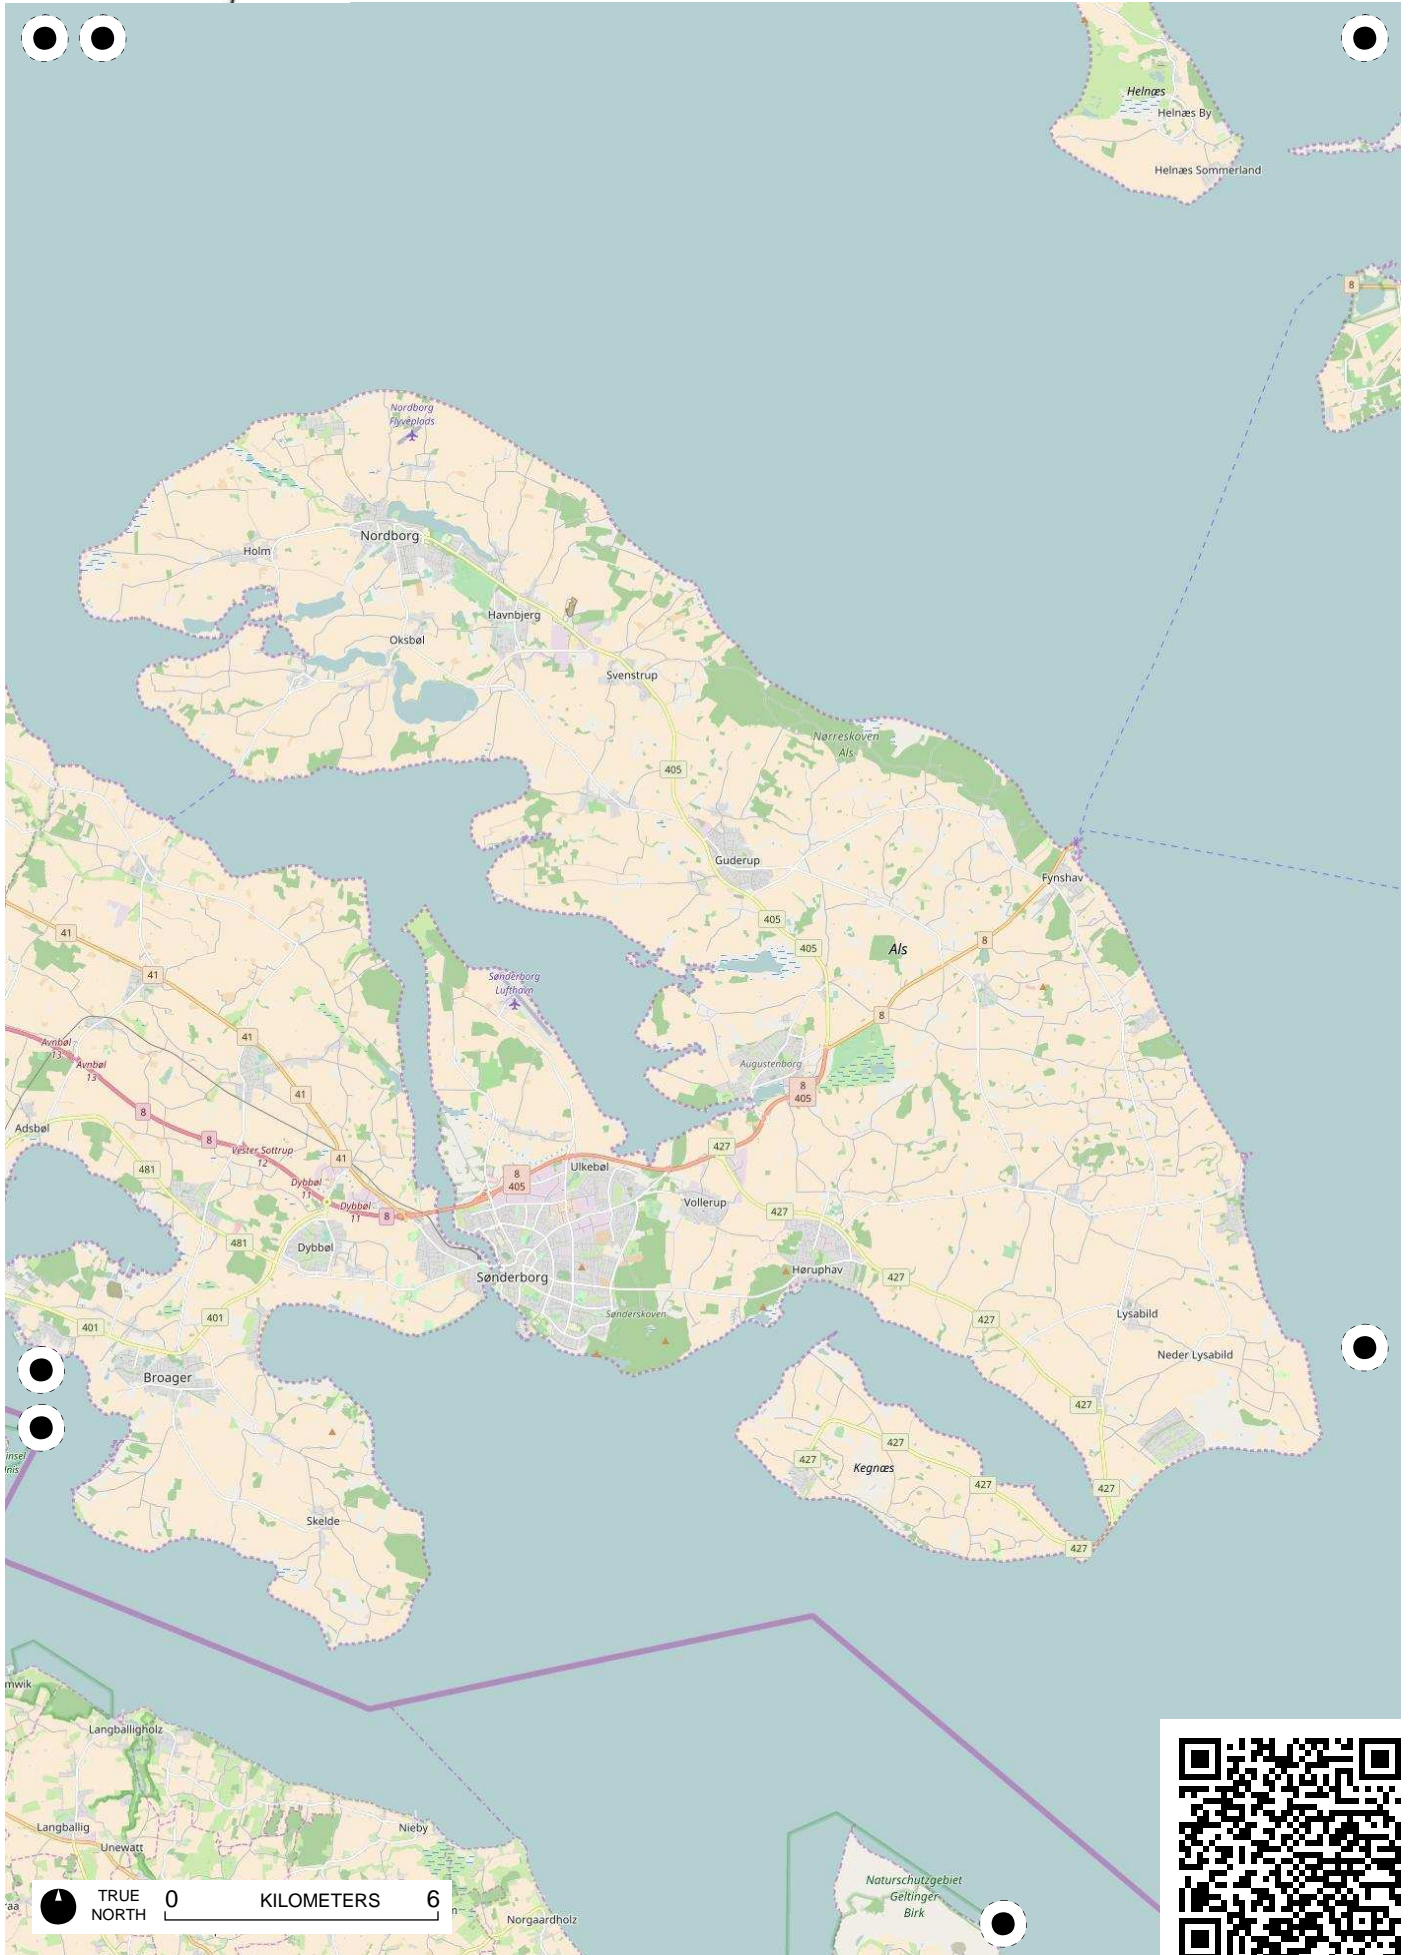 Helnæs
Helnæs By
Helnæs Sommerland
8
Nordborg
Flyveplads
Nordborg
Holm
Havnbjerg
Oksbøl
Svenstrup
Nørreskoven
Als
405
Guderup
Fynshav
405
405
8
Als
41
41
Sønderborg
Lufthavn
8
41
Avnbøl
13
Avnbøl
13
Augustenborg
8
405
41
8
Adsbøl
8
Vester Sottrup
12
427
41
481
Dybbøl
11
8
405
Ulkebøl
Dybbøl
11
8
Vollerup
427
481
Dybbøl
Sønderborg
Høruphav
427
401
401
Sønderskoven
427
Lysabild
Neder Lysabild
Broager
427
427
427
Kegnæs
427
427
Skelde
427
mwik
Langballigholz
Langballig
Nieby
Unewatt
Naturschutzgebiet
Geltinger
Birk
Norgaardholz
TRUE
NORTH
0 KILOMETERS 6